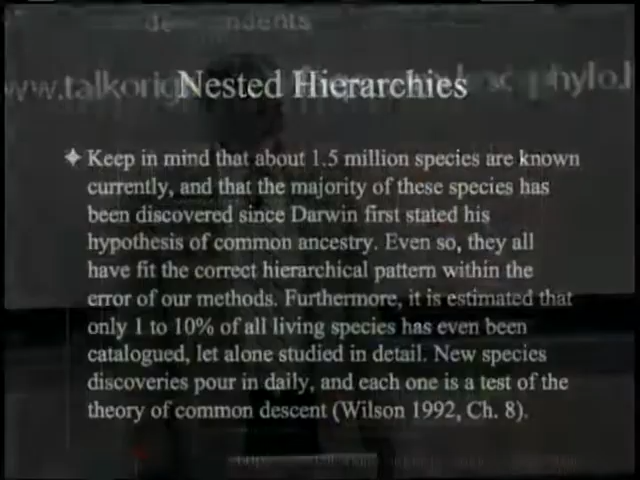 Nested Hierarchies
✦ Keep in mind that about 1.5 million species are known
currently, and that the majority of these species has
been discovered since Darwin first stated his
hypothesis of common ancestry. Even so, they all
have fit the correct hierarchical pattern within the
error of our methods. Furthermore, it is estimated that
only 1 to 10% of all living species has even been
catalogued, let alone studied in detail. New species
discoveries pour in daily, and each one is a test of the
theory of common descent (Wilson 1992, Ch. 8).